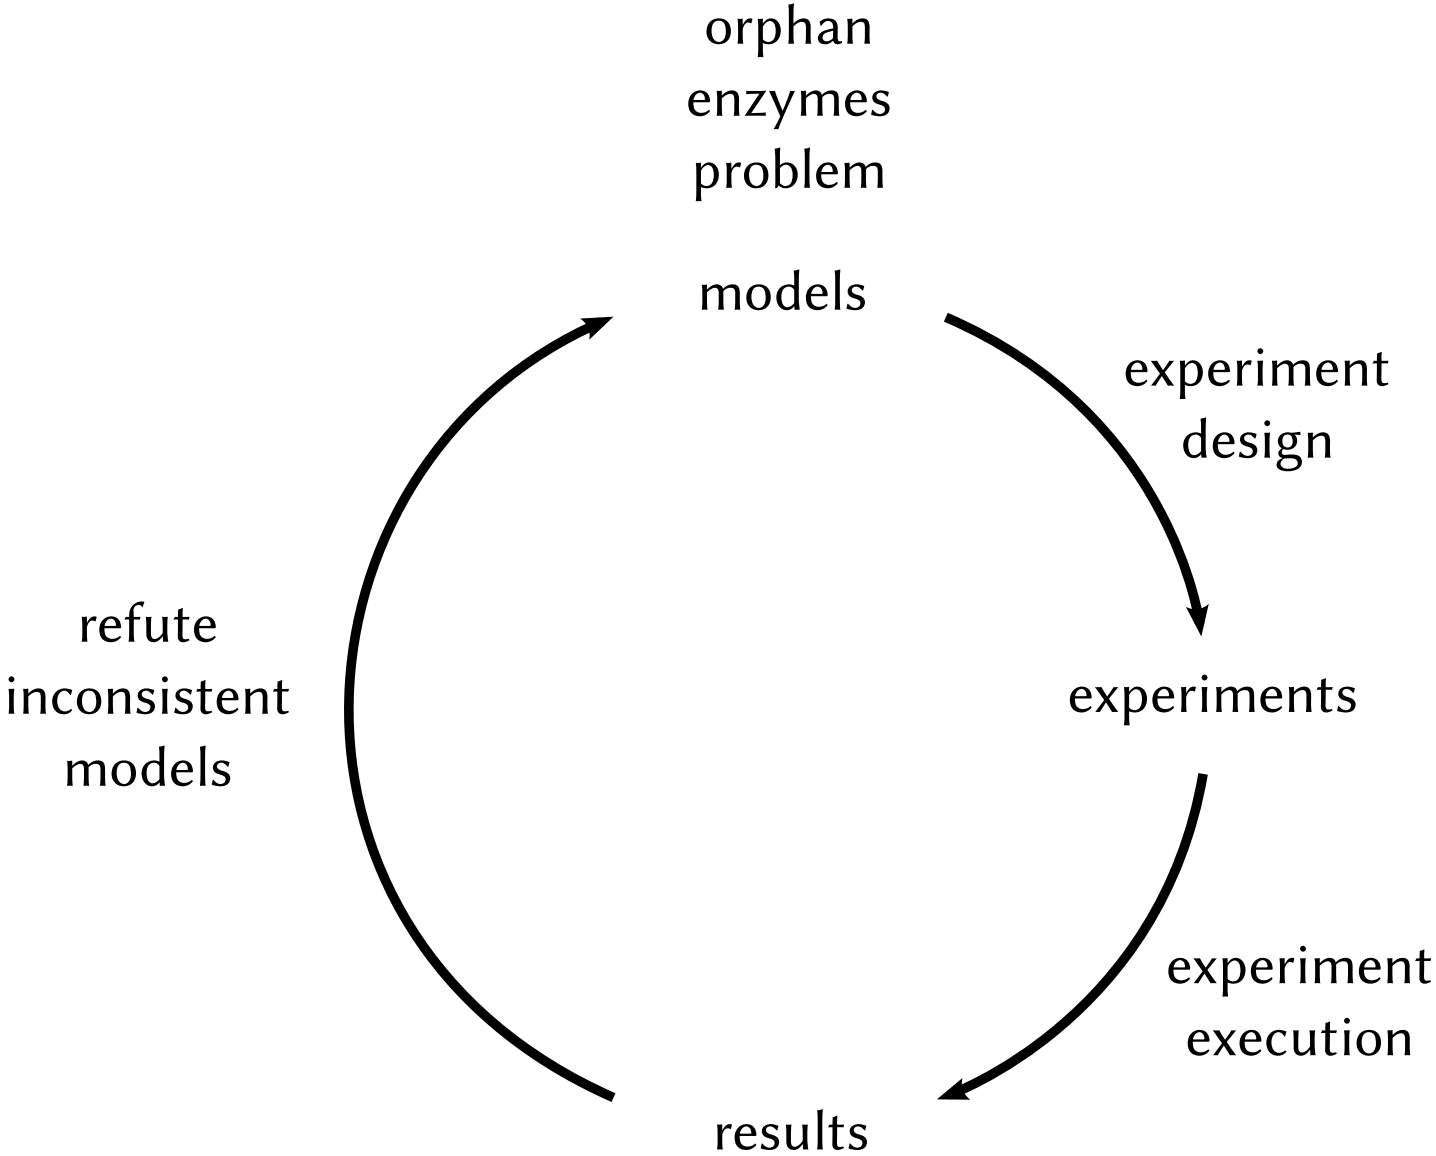 orphan
enzymes
problem
models
experiment
design
experiments
experiment
execution
results
refute
inconsistent
models